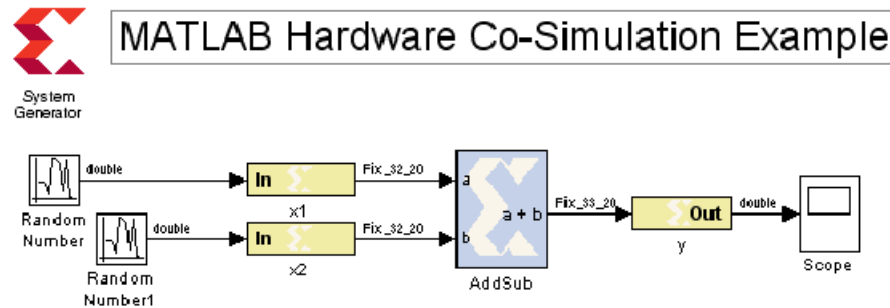 MATLAB Hardware Co-Simulation Example
System
Generator
double
Random
Number
In
x1
Fix_32_20
double
Random
Number1
In
x2
Fix_32_20
a
b
a + b
AddSub
Fix_33_20
Out
y
double
Scope